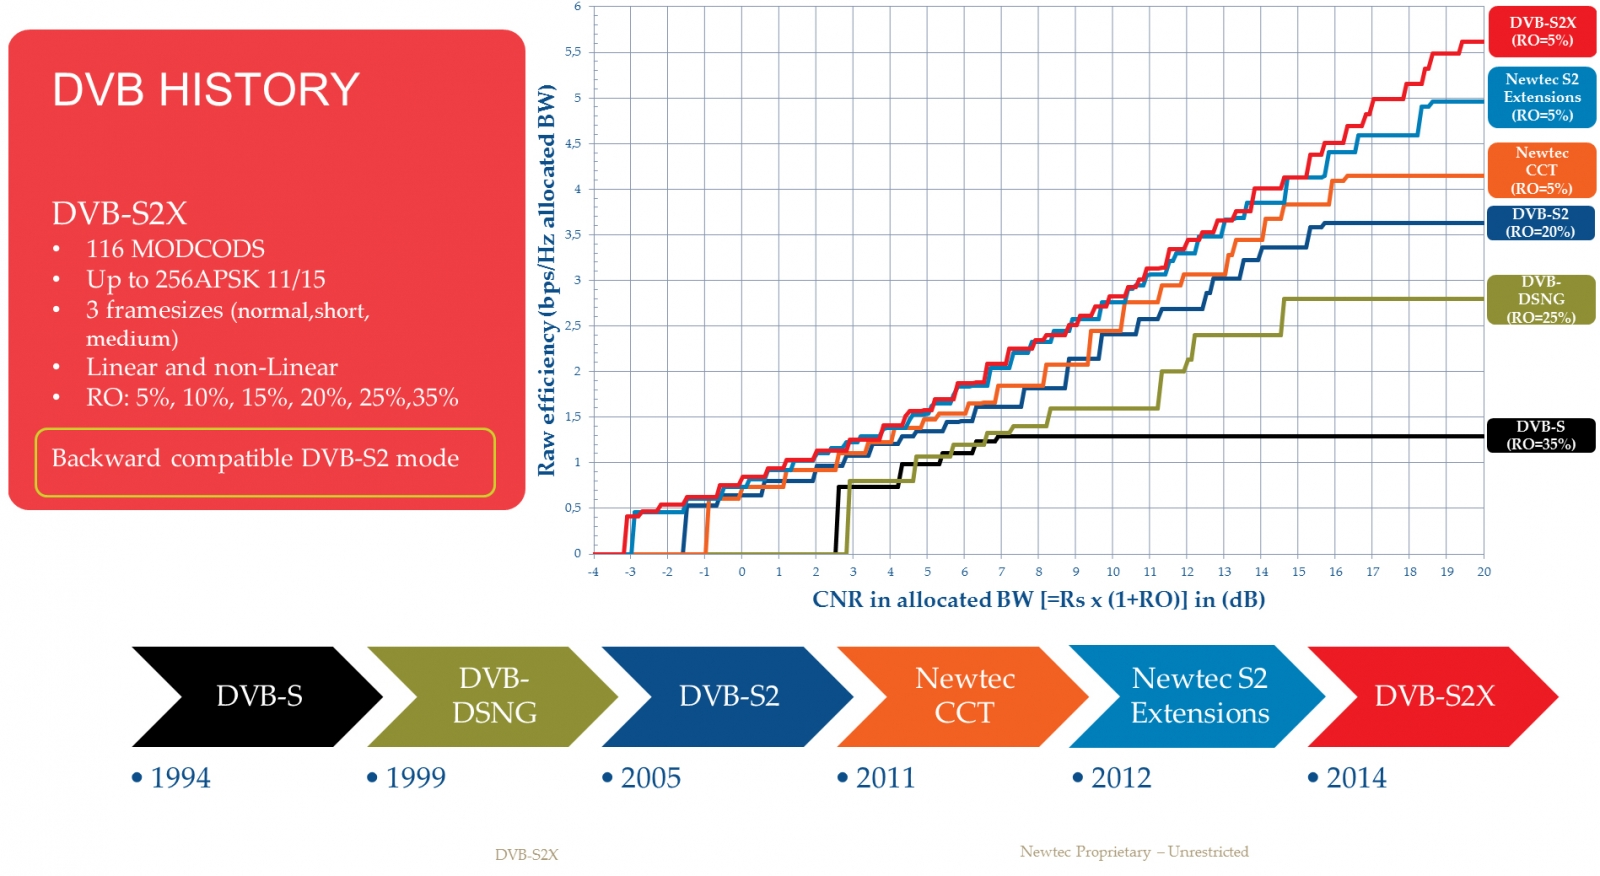 DVB HISTORY
DVB-S2X
• 116 MODCODS
• Up to 256APSK 11/15
• 3 framesizes (normal,short,
medium)
• Linear and non-Linear
• RO: 5%, 10%, 15%, 20%, 25%,35%
Backward compatible DVB-S2 mode
Raw efficiency (bps/Hz allocated BW)
6
5,5
5
4,5
4
3,5
3
2,5
2
1,5
1
0,5
0
-4 -3 -2 -1 0 1 2 3 4 5 6 7 8 9 10 11 12 13 14 15 16 17 18 19 20
CNR in allocated BW [=Rs x (1+RO)] in (dB)
DVB-S2X
(RO=5%)
Newtec S2
Extensions
(RO=5%)
Newtec
CCT
(RO=5%)
DVB-S2
(RO=20%)
DVB-
DSNG
(RO=25%)
DVB-S
(RO=35%)
DVB-S
DVB-
DSNG
DVB-S2
Newtec
CCT
Newtec S2
Extensions
DVB-S2X
• 1994
• 1999
• 2005
• 2011
• 2012
• 2014
DVB-S2X
Newtec Proprietary – Unrestricted